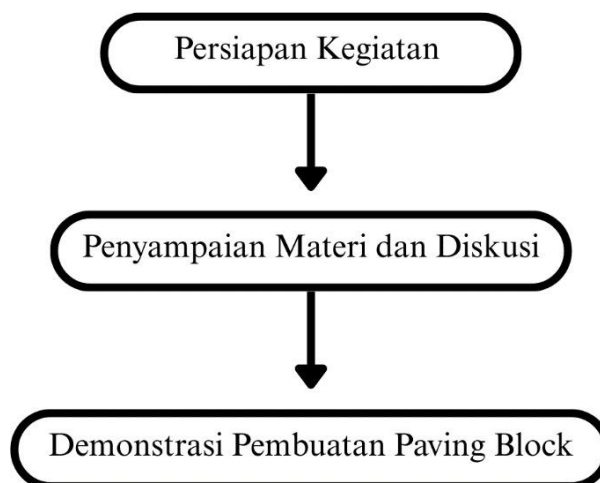 Persiapan Kegiatan
Penyampaian Materi dan Diskusi
Demonstrasi Pembuatan Paving Block